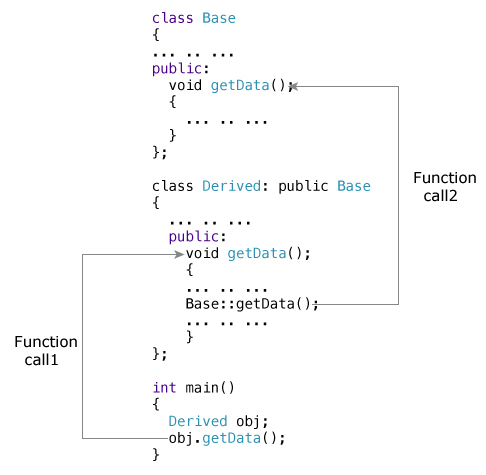 class Base
{
... .. ...
public:
void getData();
{
... .. ...
}
};
Function
call2
class Derived: public Base
{
... .. ...
public:
void getData();
{
... .. ...
Base::getData();
... .. ...
}
};
Function
call1
int main()
{
Derived obj;
obj.getData();
}